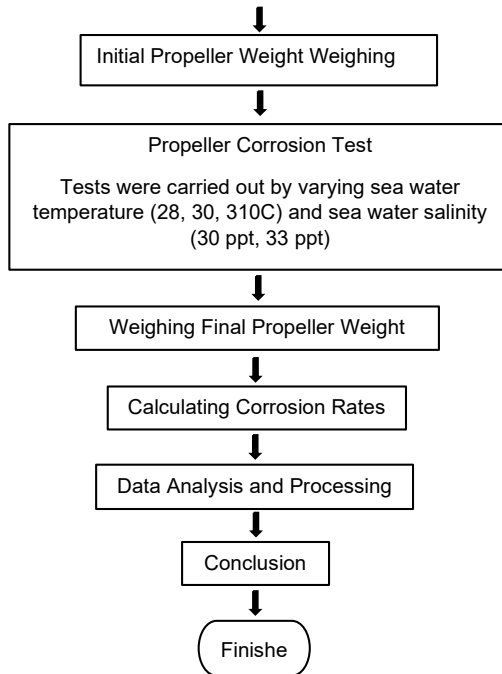 Initial Propeller Weight Weighing
Propeller Corrosion Test
Tests were carried out by varying sea water
temperature (28, 30, 310C) and sea water salinity
(30 ppt, 33 ppt)
Weighing Final Propeller Weight
Calculating Corrosion Rates
Data Analysis and Processing
Conclusion
Finishe